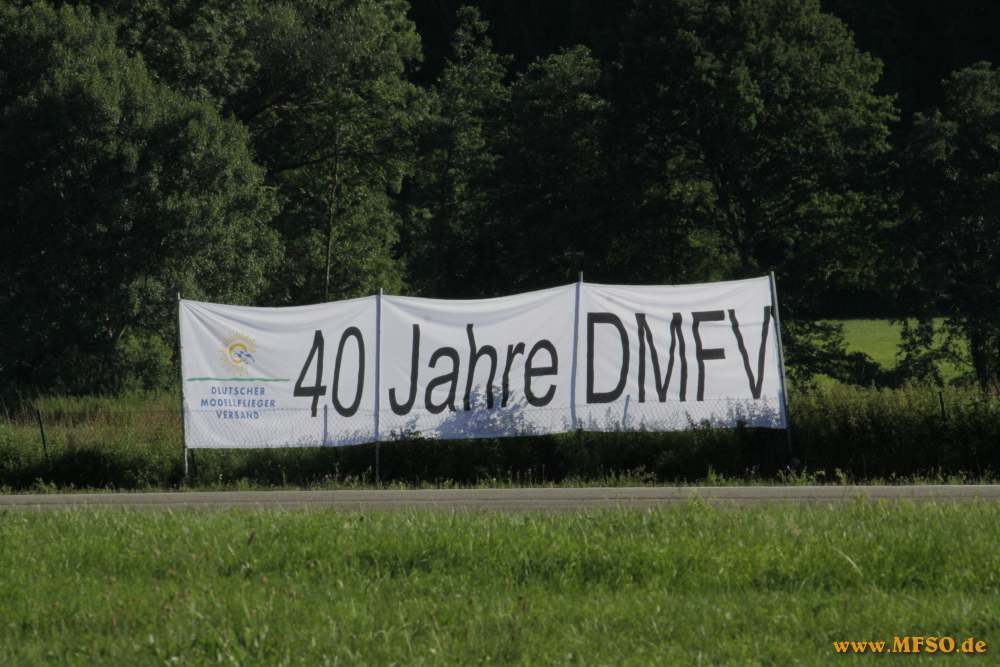 40 Jahre DMFV
DEUTSCHER
MODELLFLIEGER
VERBAND
www.MFSO.de